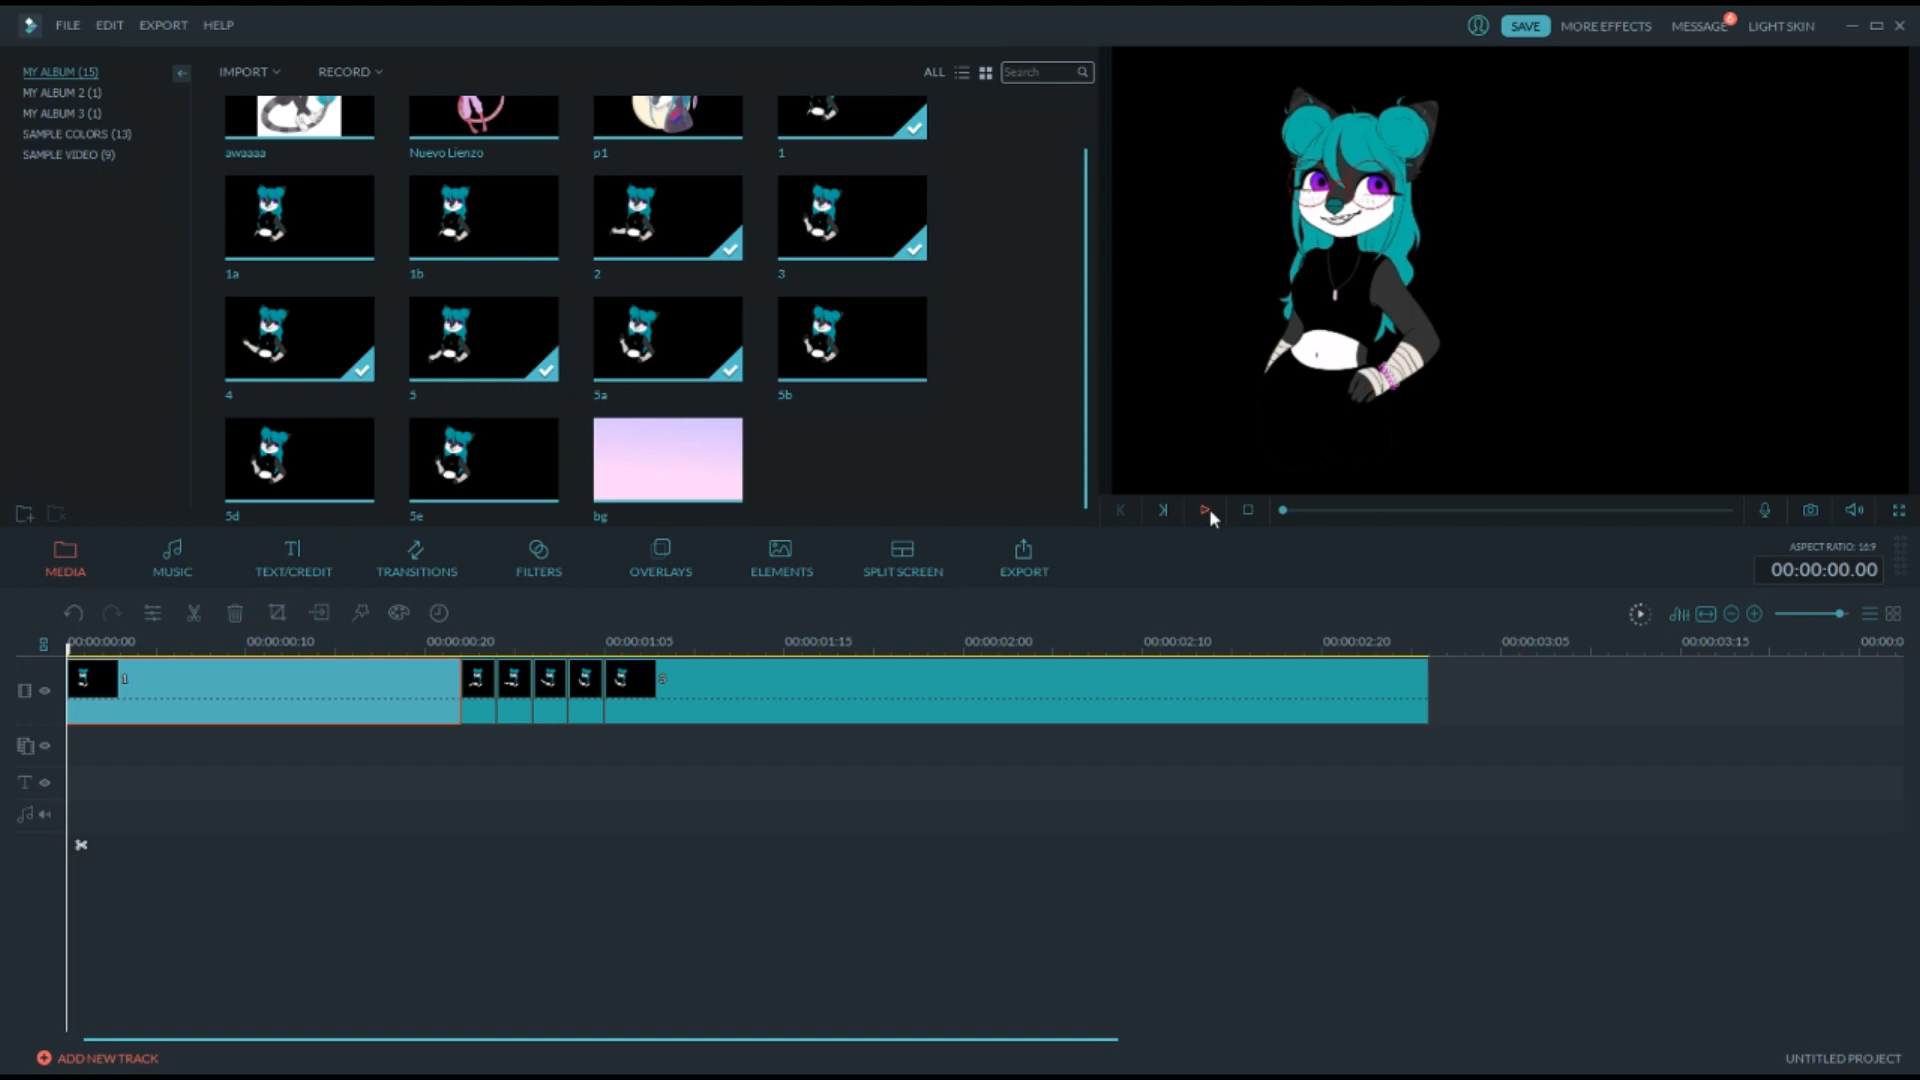 FILE EDIT EXPORT HELP SAVE MORE EFFECTS MESSAGE 6 LIGHT SKIN
MY ALBUM (15)
MY ALBUM 2 (1)
MY ALBUM 3 (1)
SAMPLE COLORS (13)
SAMPLE VIDEO (9)
IMPORT RECORD ALL Search
awaaaa Nuevo Lienzo p1 1
1a 1b 2 3
4 5 5a 5b
5d 5e bg
MEDIA MUSIC TEXT/CREDIT TRANSITIONS FILTERS OVERLAYS ELEMENTS SPLIT SCREEN EXPORT
ASPECT RATIO: 16:9
00:00:00.00
00:00:00:00 00:00:00:10 00:00:00:20 00:00:01:05 00:00:01:15 00:00:02:00 00:00:02:10 00:00:02:20 00:00:03:05 00:00:03:15 00:00:0
1 3
ADD NEW TRACK
UNTITLED PROJECT